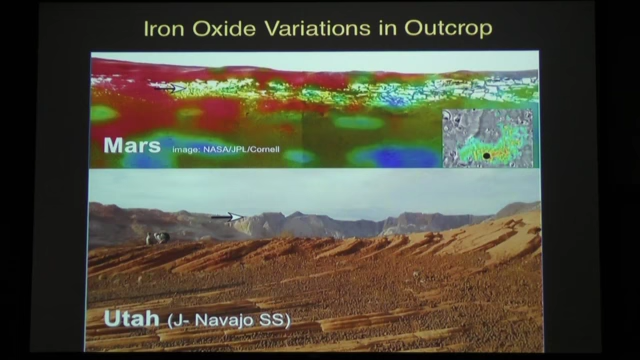 Iron Oxide Variations in Outcrop
Mars image: NASA/JPL/Cornell
Utah (J- Navajo SS)